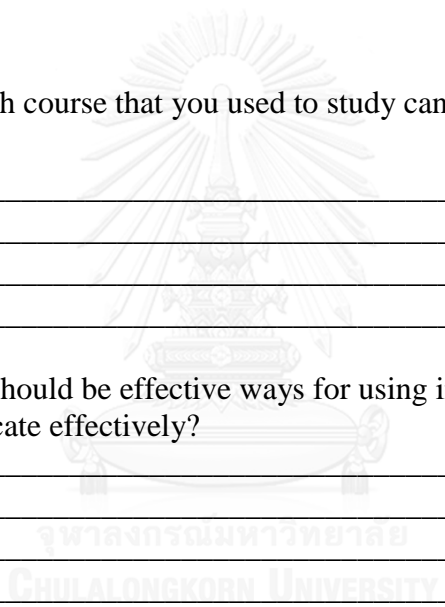 h course that you used to study can
hould be effective ways for using i
cate effectively?
จุฬาลงกรณ์มหาวิทยาลัย
CHULALONGKORN UNIVERSITY